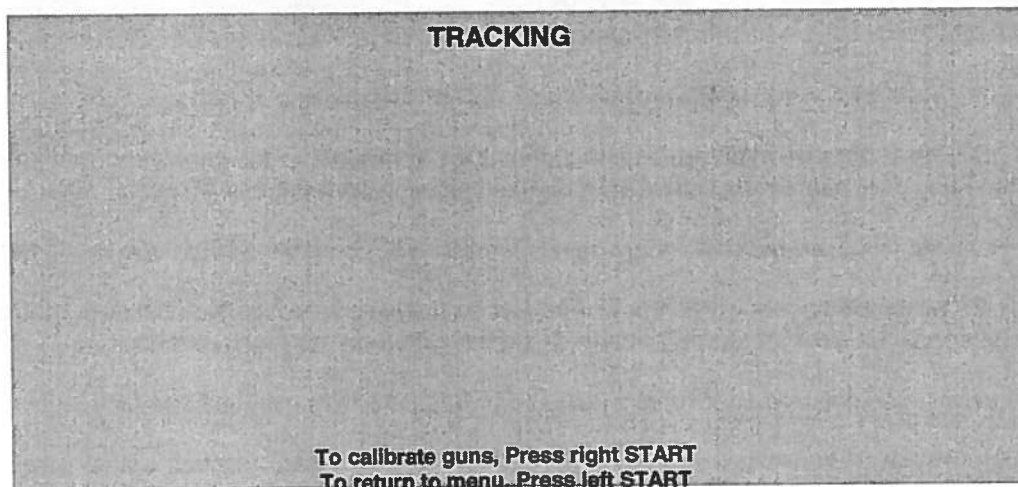 TRACKING
To calibrate guns, Press right START
To return to menu, Press left START